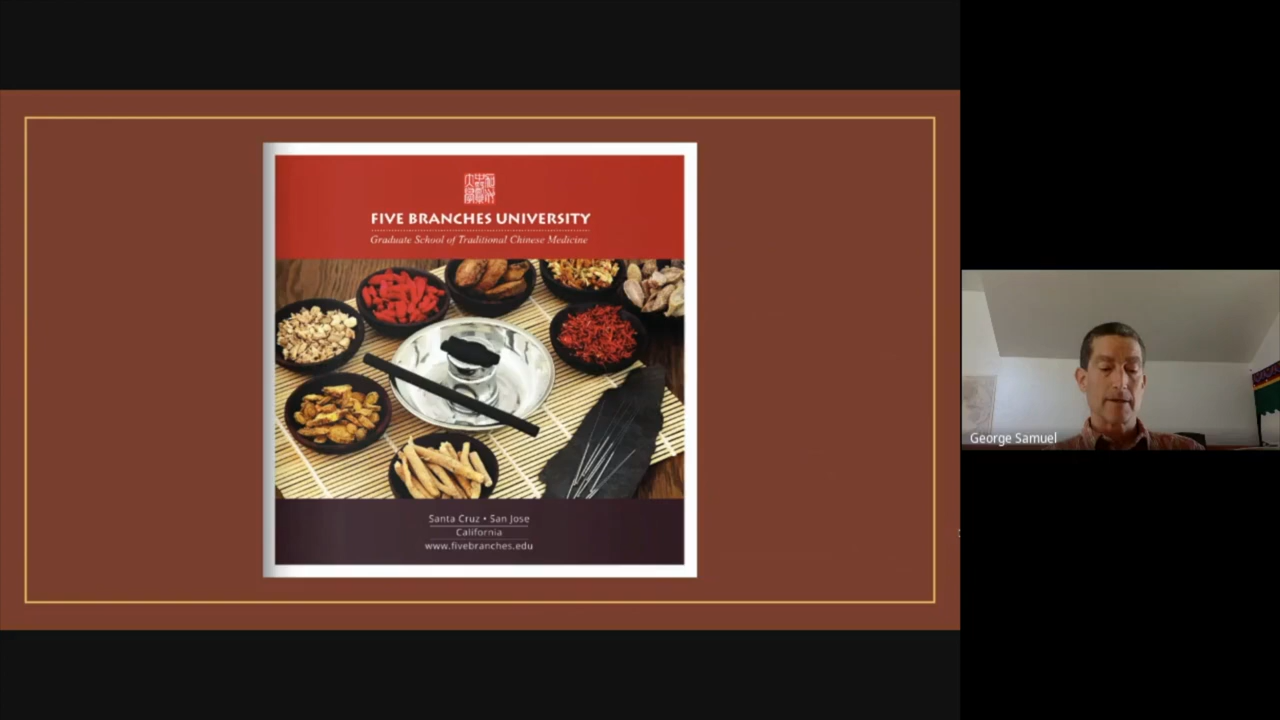 FIVE BRANCHES UNIVERSITY
Graduate School of Traditional Chinese Medicine
Santa Cruz • San Jose
California
www.fivebranches.edu
George Samuel